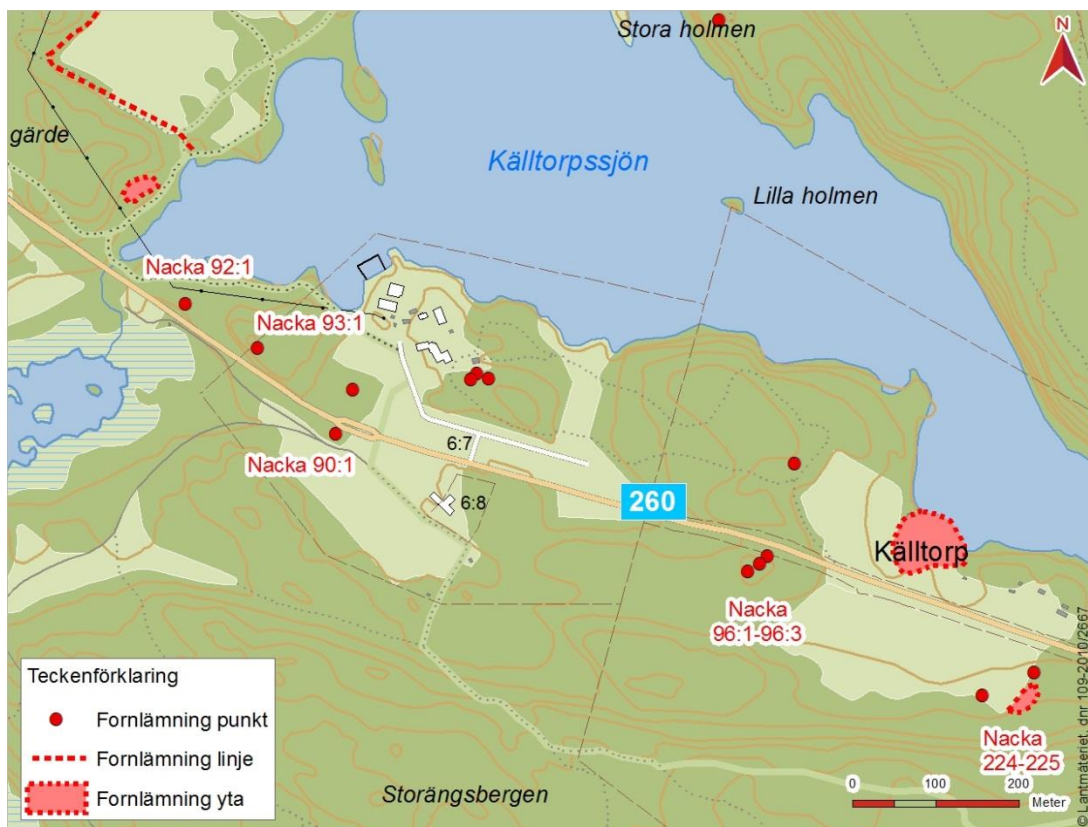 Stora holmen
N
gärde
Källtorpssjön
Lilla holmen
Nacka 92:1
Nacka 93:1
6:7
Nacka 90:1
6:8
260
Källtorp
Nacka
96:1-96:3
Nacka
224-225
Storängsbergen
Teckenförklaring
Fornlämning punkt
Fornlämning linje
Fornlämning yta
0 100 200
Meter
© Lantmäteriet, dnr 109-2010/2667